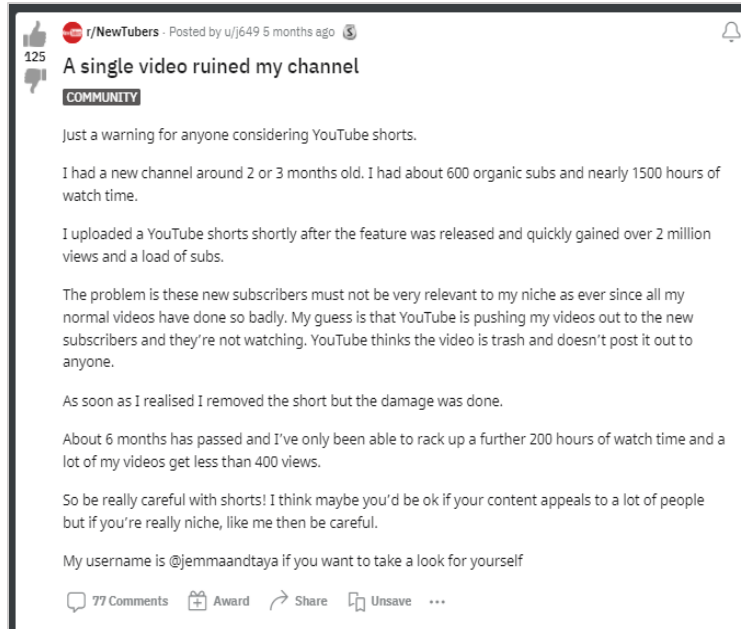 r/NewTubers · Posted by u/j649 5 months ago
125
A single video ruined my channel
COMMUNITY
Just a warning for anyone considering YouTube shorts.
I had a new channel around 2 or 3 months old. I had about 600 organic subs and nearly 1500 hours of
watch time.
I uploaded a YouTube shorts shortly after the feature was released and quickly gained over 2 million
views and a load of subs.
The problem is these new subscribers must not be very relevant to my niche as ever since all my
normal videos have done so badly. My guess is that YouTube is pushing my videos out to the new
subscribers and they're not watching. YouTube thinks the video is trash and doesn't post it out to
anyone.
As soon as I realised I removed the short but the damage was done.
About 6 months has passed and I've only been able to rack up a further 200 hours of watch time and a
lot of my videos get less than 400 views.
So be really careful with shorts! I think maybe you'd be ok if your content appeals to a lot of people
but if you're really niche, like me then be careful.
My username is @jemmaandtaya if you want to take a look for yourself
77 Comments Award Share Unsave ...